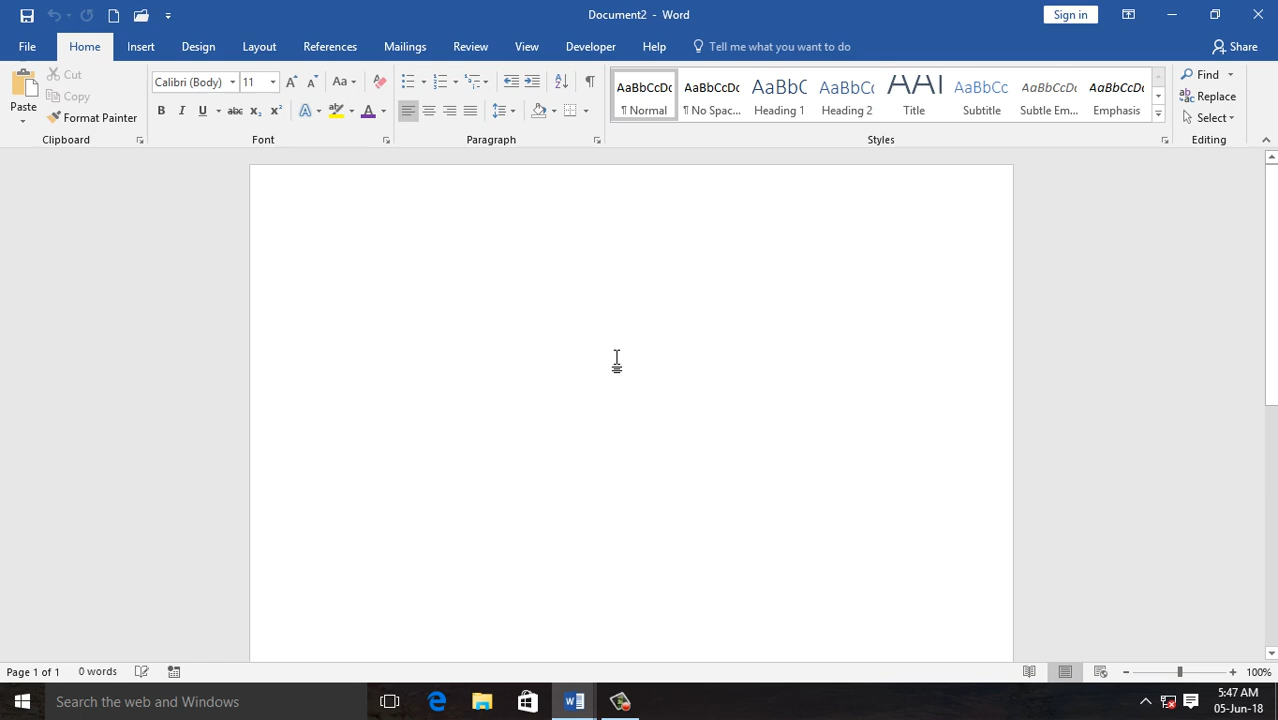 Document2 - Word
Sign in
File Home Insert Design Layout References Mailings Review View Developer Help Tell me what you want to do Share
Paste
Cut
Copy
Format Painter
Clipboard
Calibri (Body) 11 Aa
B I U abc x₂ x² A A
Font
Paragraph
AaBbCcDc AaBbCcDc AaBbC AaBbCc AAI AaBbCc AaBbCcDc AaBbCcDc
¶ Normal ¶ No Spac... Heading 1 Heading 2 Title Subtitle Subtle Em... Emphasis
Styles
Find
Replace
Select
Editing
Page 1 of 1 0 words 100%
Search the web and Windows
5:47 AM
05-Jun-18